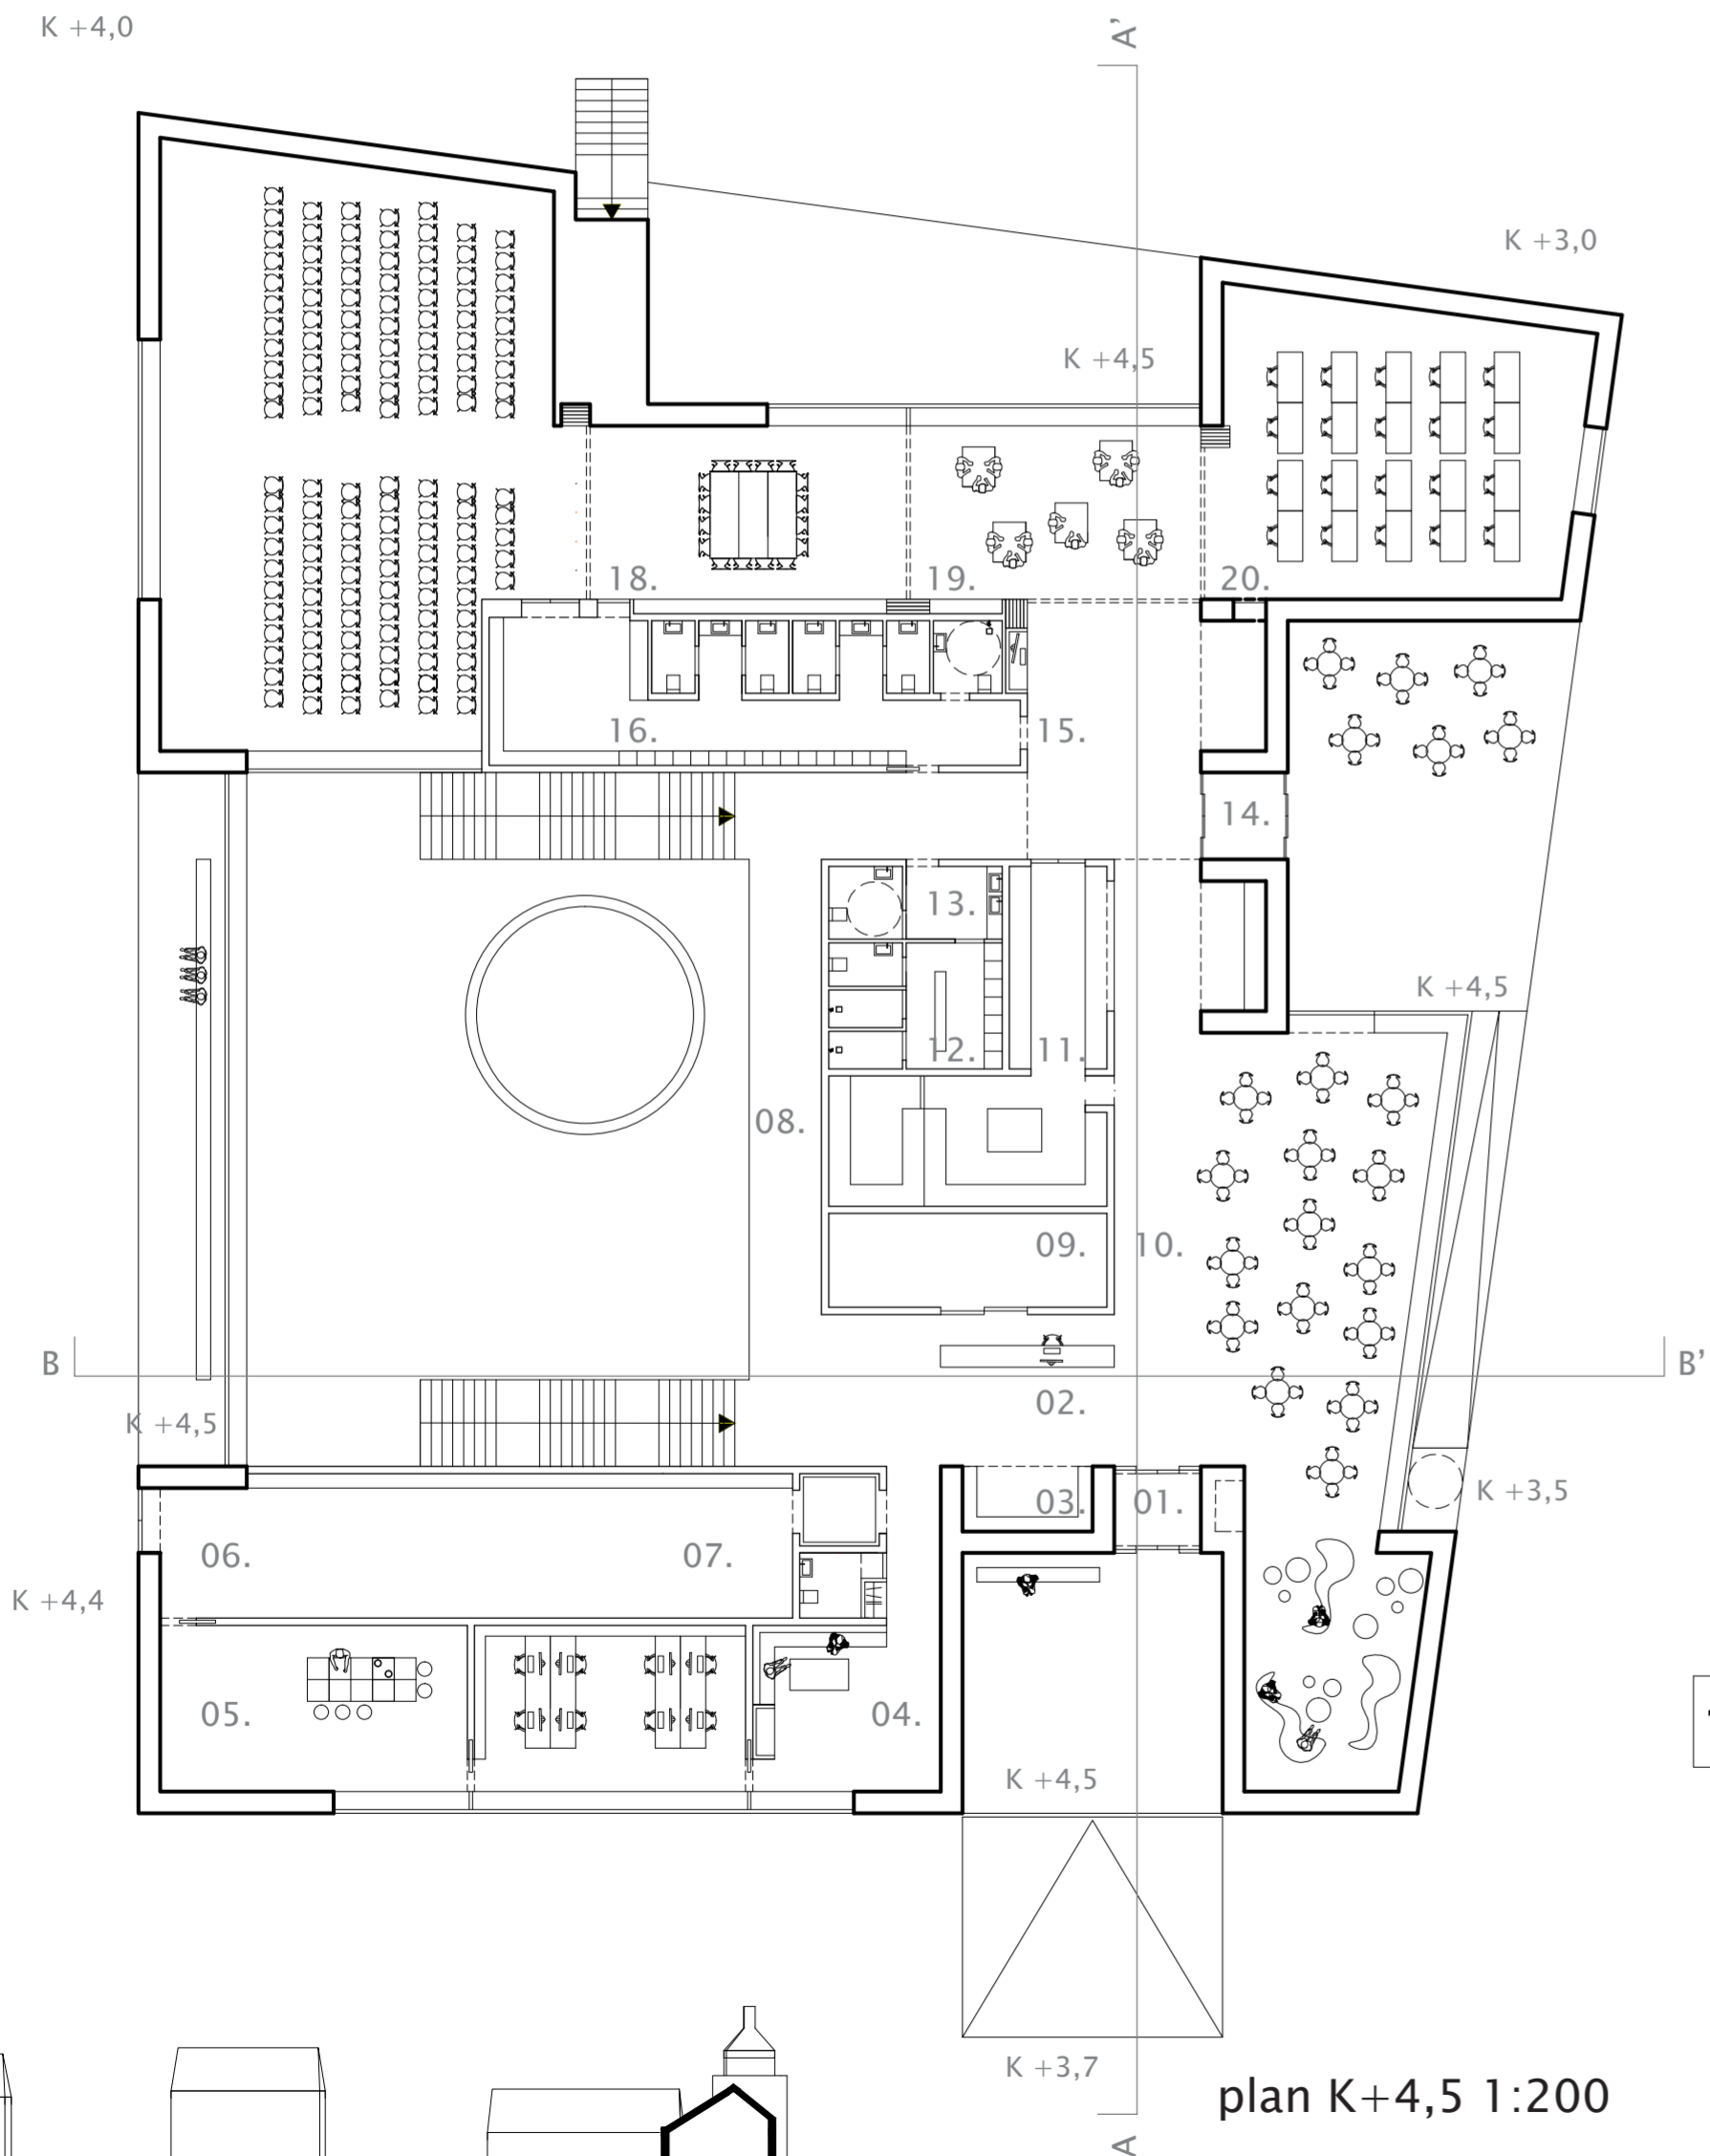 K +4,0
A'
K +3,0
K +4,5
18.
19.
20.
16.
15.
14.
13.
K +4,5
12.
11.
08.
09.
10.
B
B'
02.
K +4,5
03.
01.
K +3,5
06.
07.
K +4,4
05.
04.
K +4,5
K +3,7
plan K+4,5 1:200
A